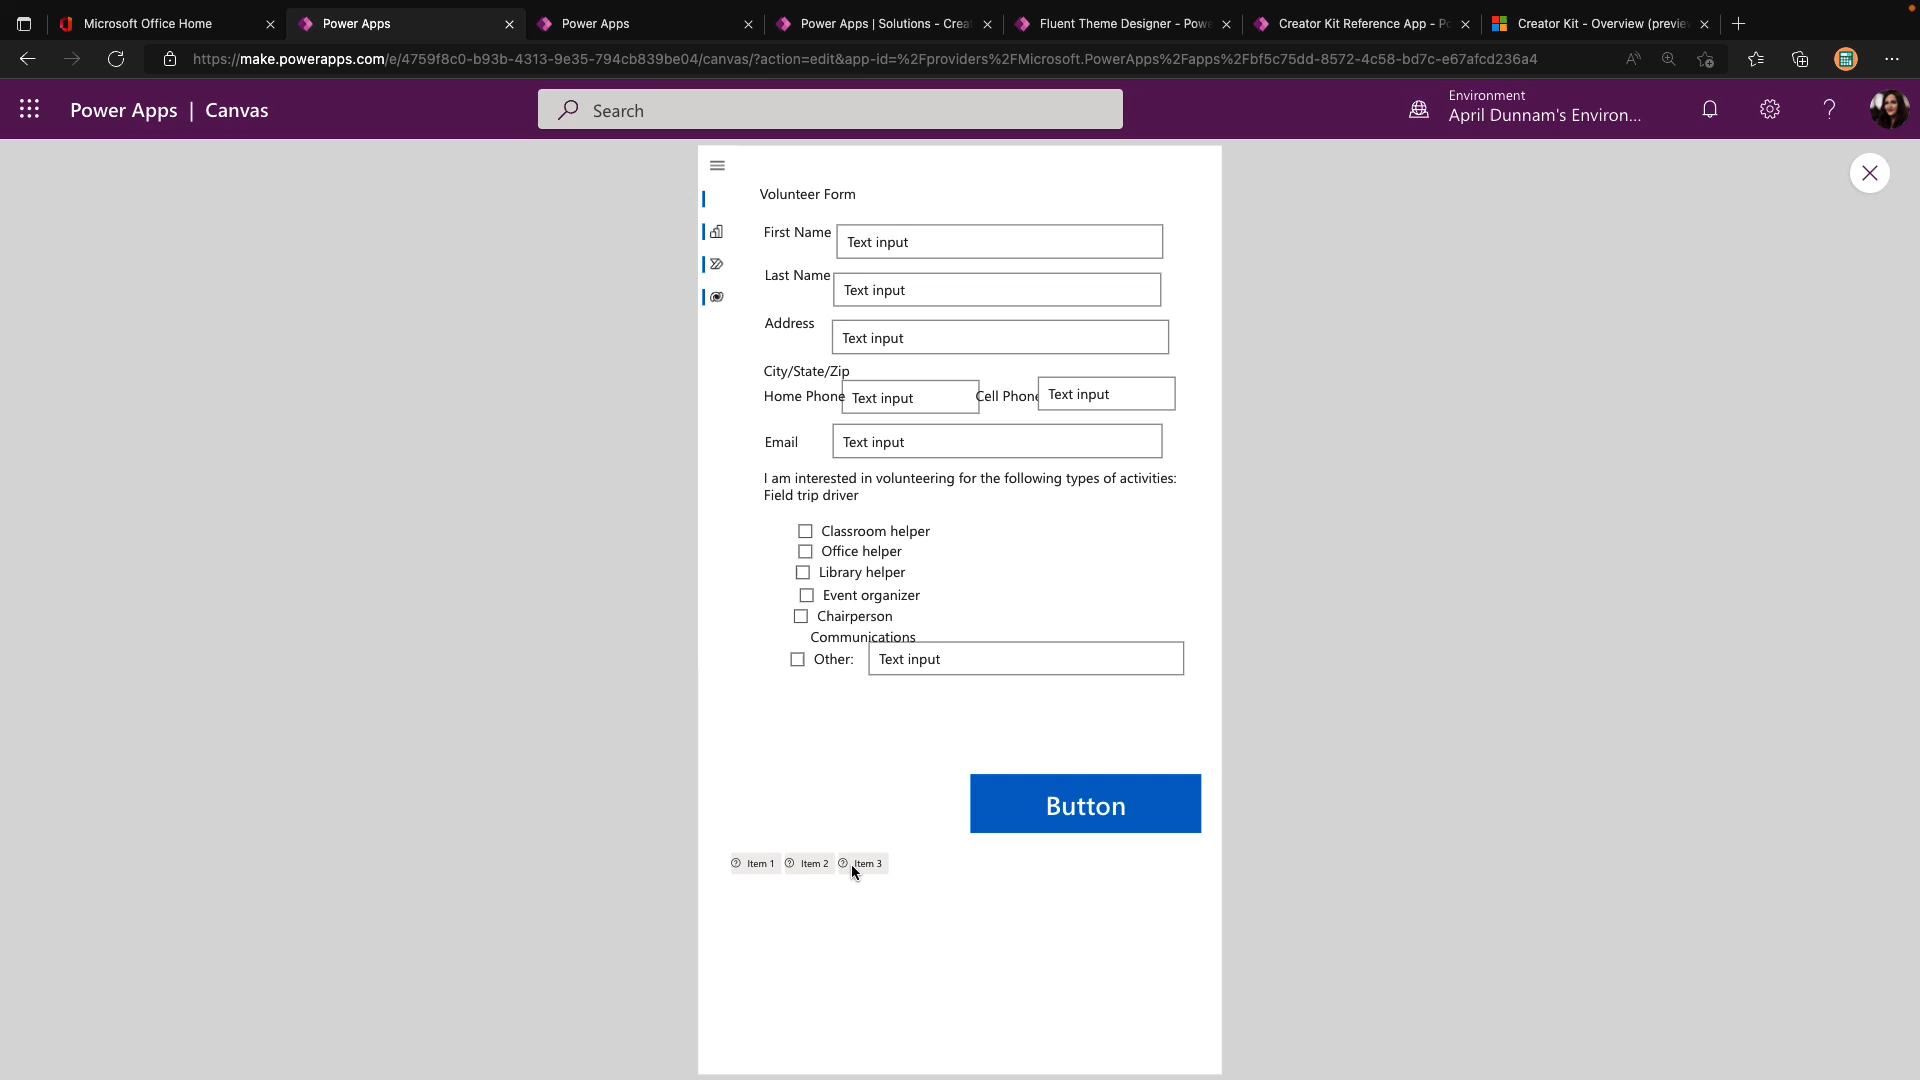 Microsoft Office Home
Power Apps
Power Apps
Power Apps | Solutions - Crea
Fluent Theme Designer - Powe
Creator Kit Reference App - Po
Creator Kit - Overview (preview
https://make.powerapps.com/e/4759f8c0-b93b-4313-9e35-794cb839be04/canvas/?action=edit&app-id=%2Fproviders%2FMicrosoft.PowerApps%2Fapps%2Fbf5c75dd-8572-4c58-bd7c-e67afcd236a4
Power Apps | Canvas
Search
Environment
April Dunnam's Environ...
Volunteer Form
First Name Text input
Last Name Text input
Address Text input
City/State/Zip
Home Phone Text input Cell Phone Text input
Email Text input
I am interested in volunteering for the following types of activities:
Field trip driver
Classroom helper
Office helper
Library helper
Event organizer
Chairperson
Communications
Other: Text input
Button
Item 1 Item 2 Item 3